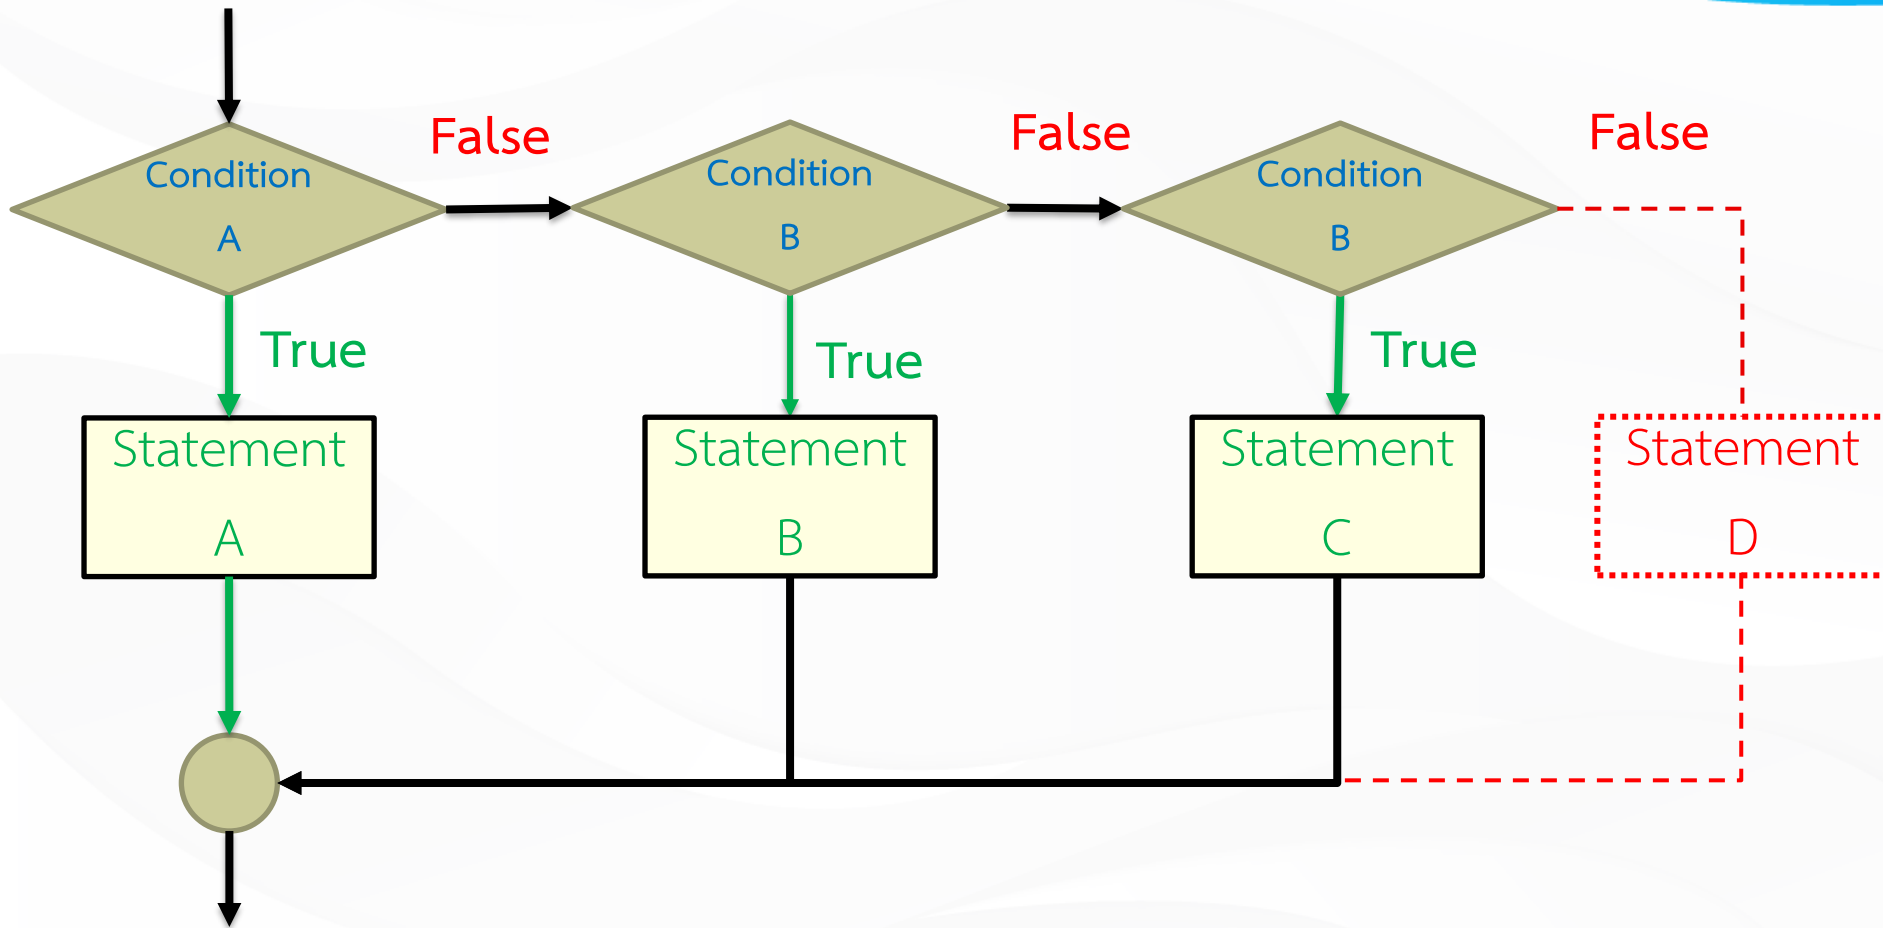 False
False
False
Condition
A
Condition
B
Condition
B
True
True
True
Statement
A
Statement
B
Statement
C
Statement
D